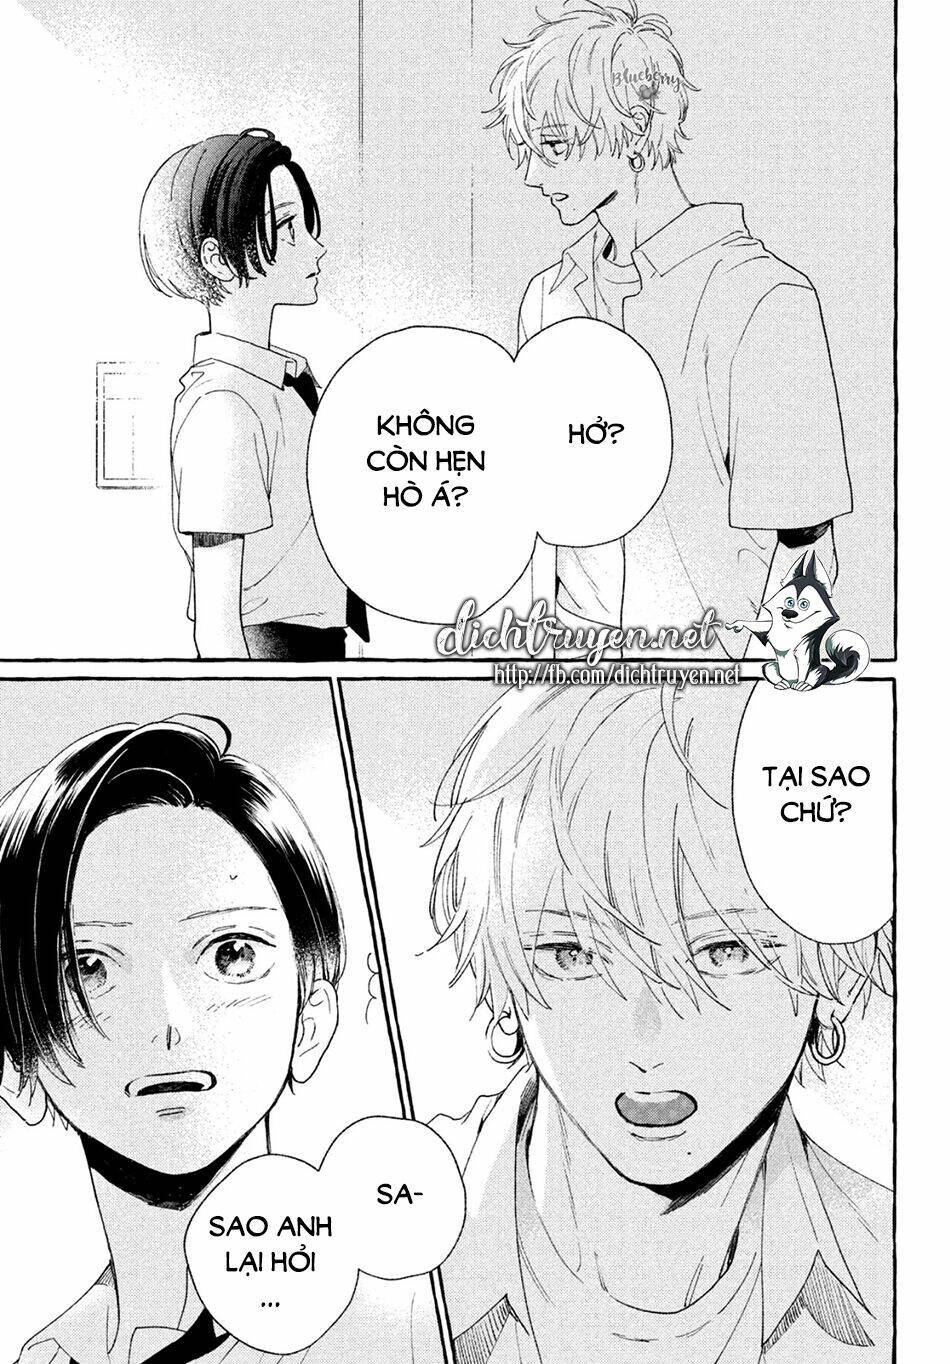 Blueberry
HỞ?
KHÔNG
CÒN HẸN
HÒ Á?
dichtruyen.net
http://fb.com/dichtruyen.net
TẠI SAO
CHỨ?
SA-
SAO ANH
LẠI HỎI
...